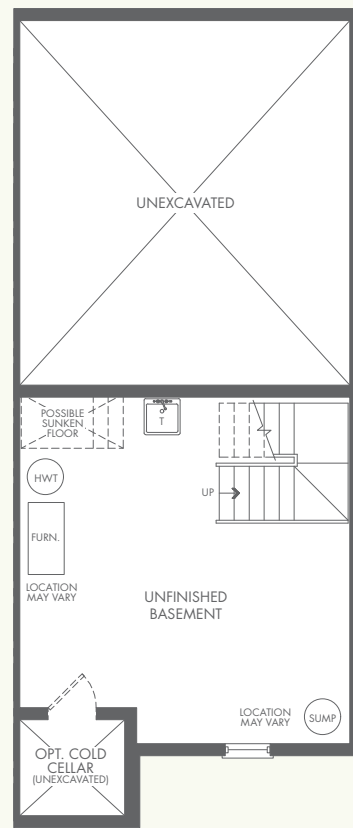 UNEXCAVATED
POSSIBLE
SUNKEN
FLOOR
T
HWT
UP
FURN.
LOCATION
MAY VARY
UNFINISHED
BASEMENT
LOCATION
MAY VARY
SUMP
OPT. COLD
CELLAR
(UNEXCAVATED)